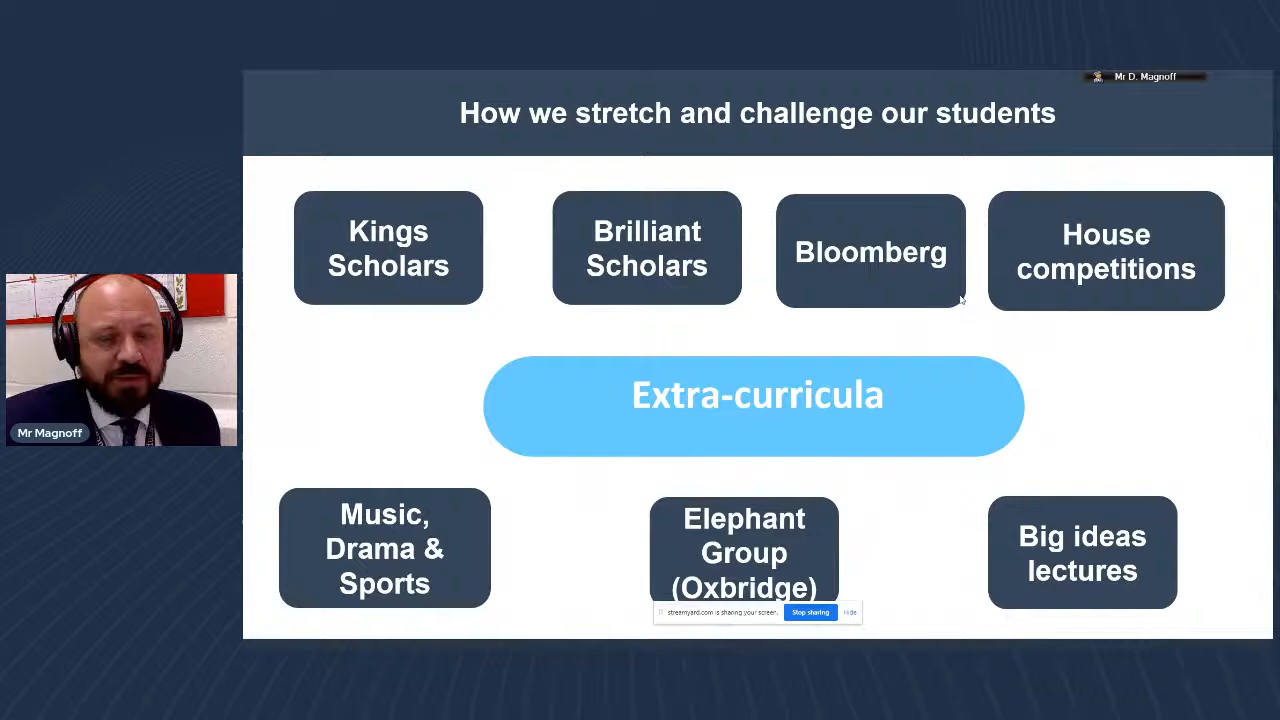 Mr D. Magnoff
How we stretch and challenge our students
Kings
Scholars
Brilliant
Scholars
Bloomberg
House
competitions
Mr Magnoff
Extra-curricula
Music,
Drama &
Sports
Elephant
Group
(Oxbridge)
Big ideas
lectures
streamyard.com is sharing your screen.
Stop sharing
Hide